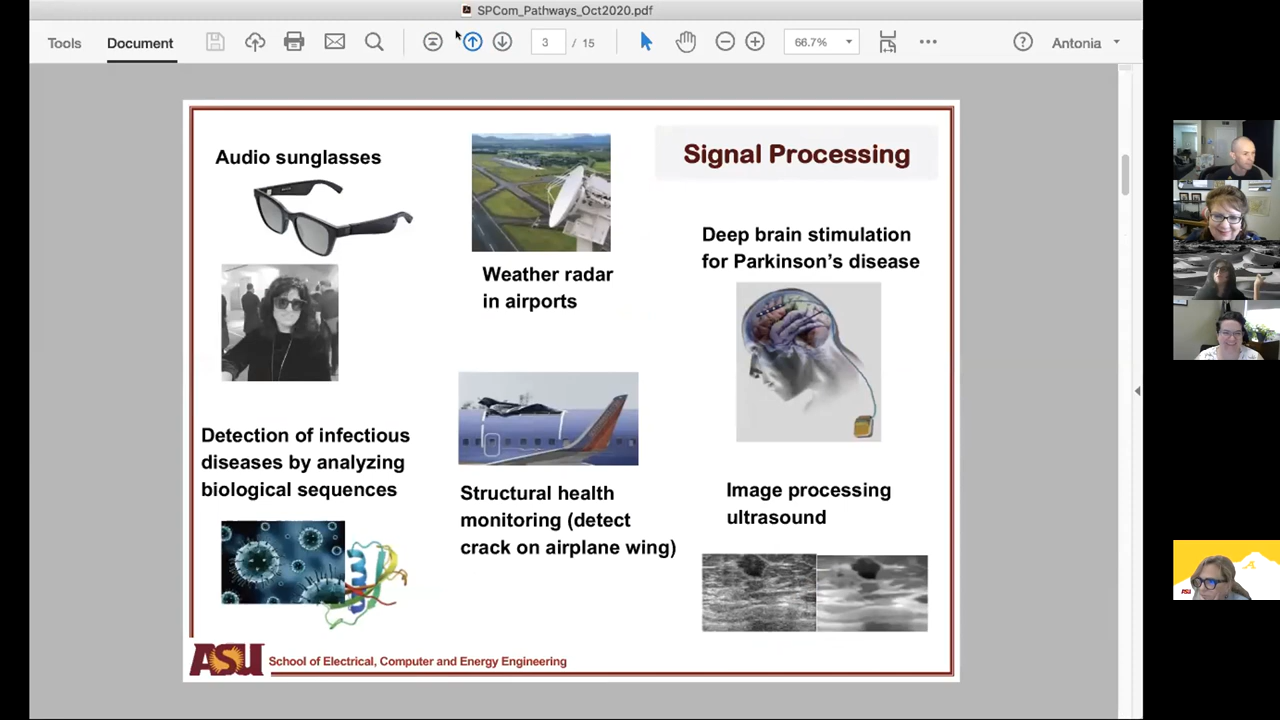 SPCom_Pathways_Oct2020.pdf
Tools
Document
3 / 15
66.7%
Antonia
Signal Processing
Audio sunglasses
Weather radar
in airports
Deep brain stimulation
for Parkinson's disease
Detection of infectious
diseases by analyzing
biological sequences
Structural health
monitoring (detect
crack on airplane wing)
Image processing
ultrasound
ASU School of Electrical, Computer and Energy Engineering
ASU